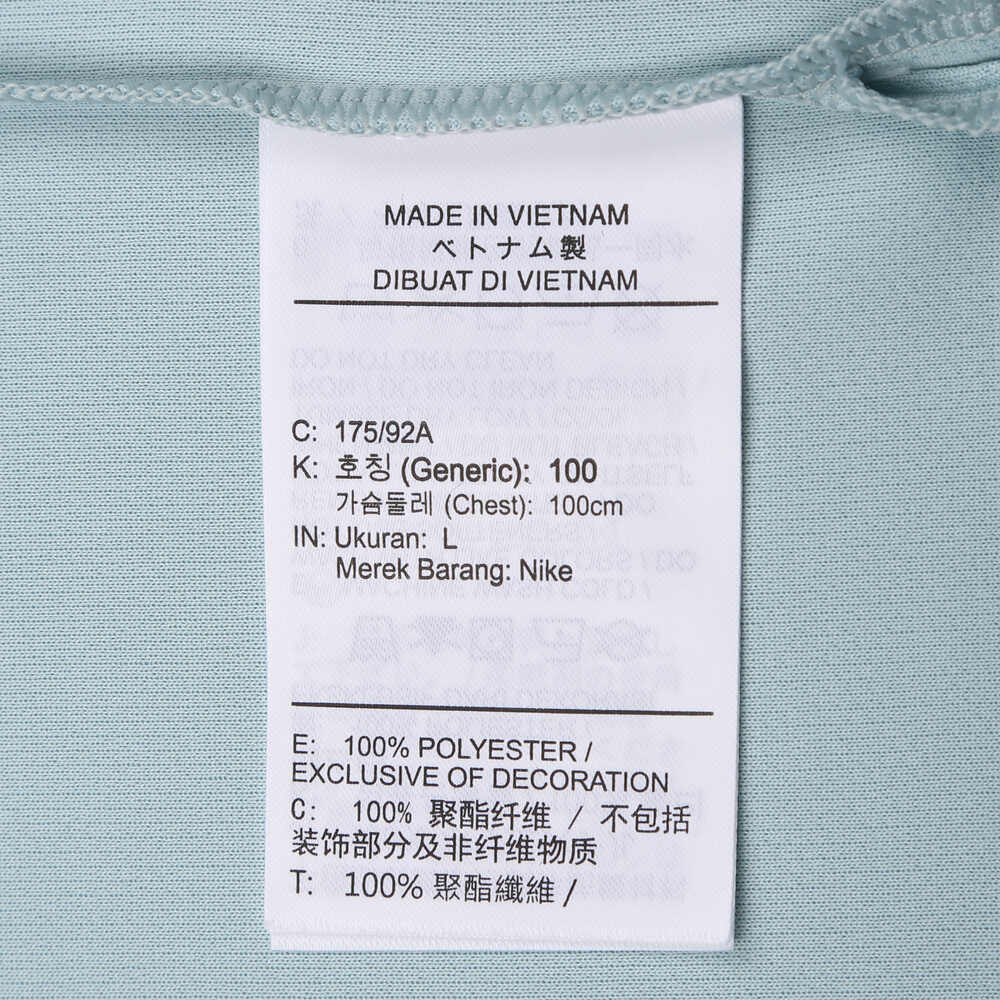 MADE IN VIETNAM
ベトナム製
DIBUAT DI VIETNAM
C: 175/92A
K: 호칭 (Generic): 100
가슴둘레 (Chest): 100cm
IN: Ukuran: L
Merek Barang: Nike
E: 100% POLYESTER /
EXCLUSIVE OF DECORATION
C: 100% 聚酯纤维 / 不包括
装饰部分及非纤维物质
T: 100% 聚酯纖維 /